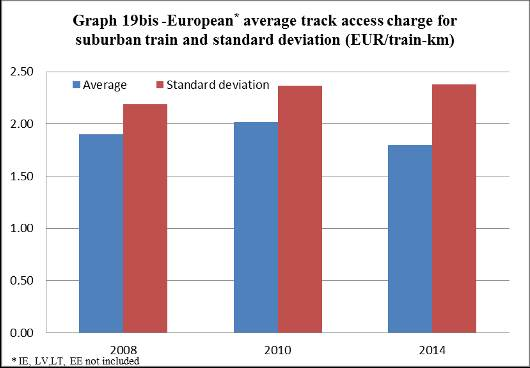 Graph 19bis -European* average track access charge for
suburban train and standard deviation (EUR/train-km)
2.50
Average Standard deviation
2.00
1.50
1.00
0.50
0.00
2008 2010 2014
* IE, LV,LT, EE not included